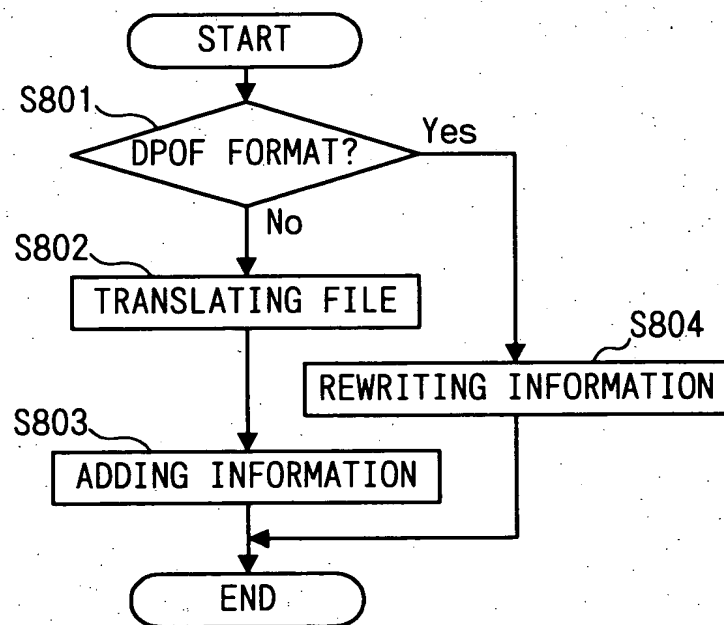 START
S801
DPOF FORMAT?
Yes
No
S802
TRANSLATING FILE
S804
REWRITING INFORMATION
S803
ADDING INFORMATION
END